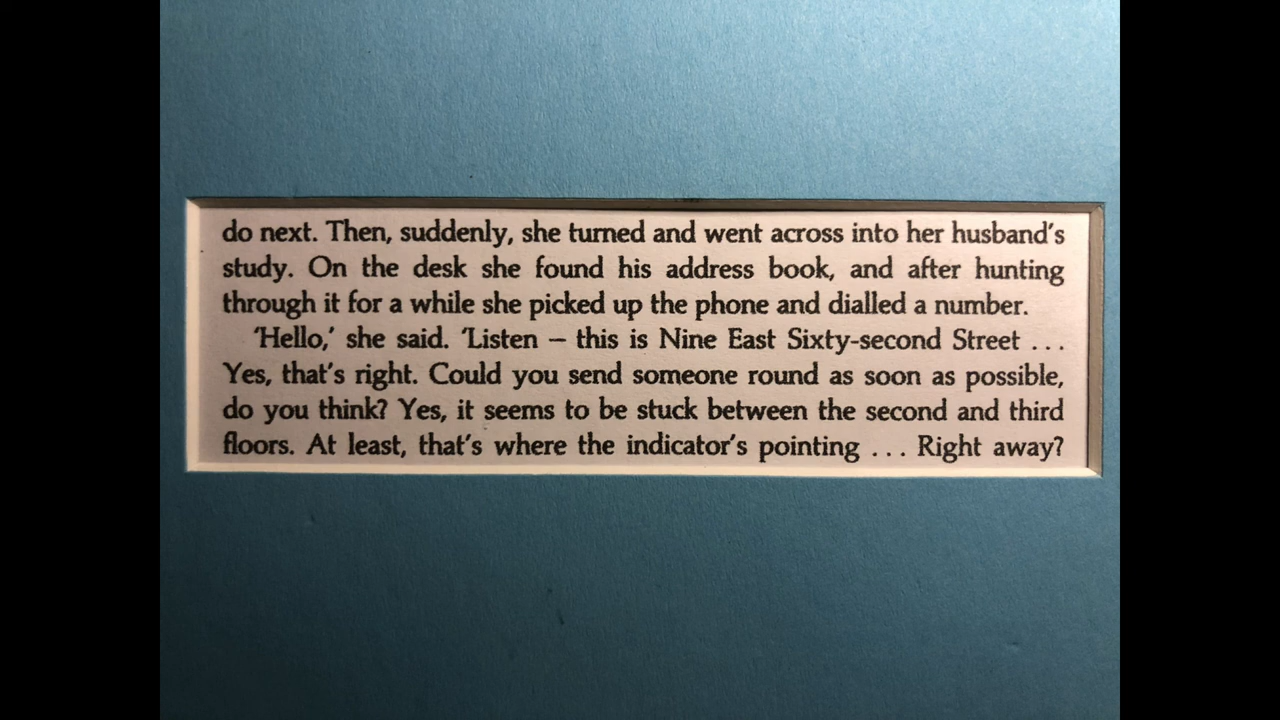 do next. Then, suddenly, she turned and went across into her husband's
study. On the desk she found his address book, and after hunting
through it for a while she picked up the phone and dialled a number.
'Hello,' she said. 'Listen – this is Nine East Sixty-second Street ...
Yes, that's right. Could you send someone round as soon as possible,
do you think? Yes, it seems to be stuck between the second and third
floors. At least, that's where the indicator's pointing ... Right away?